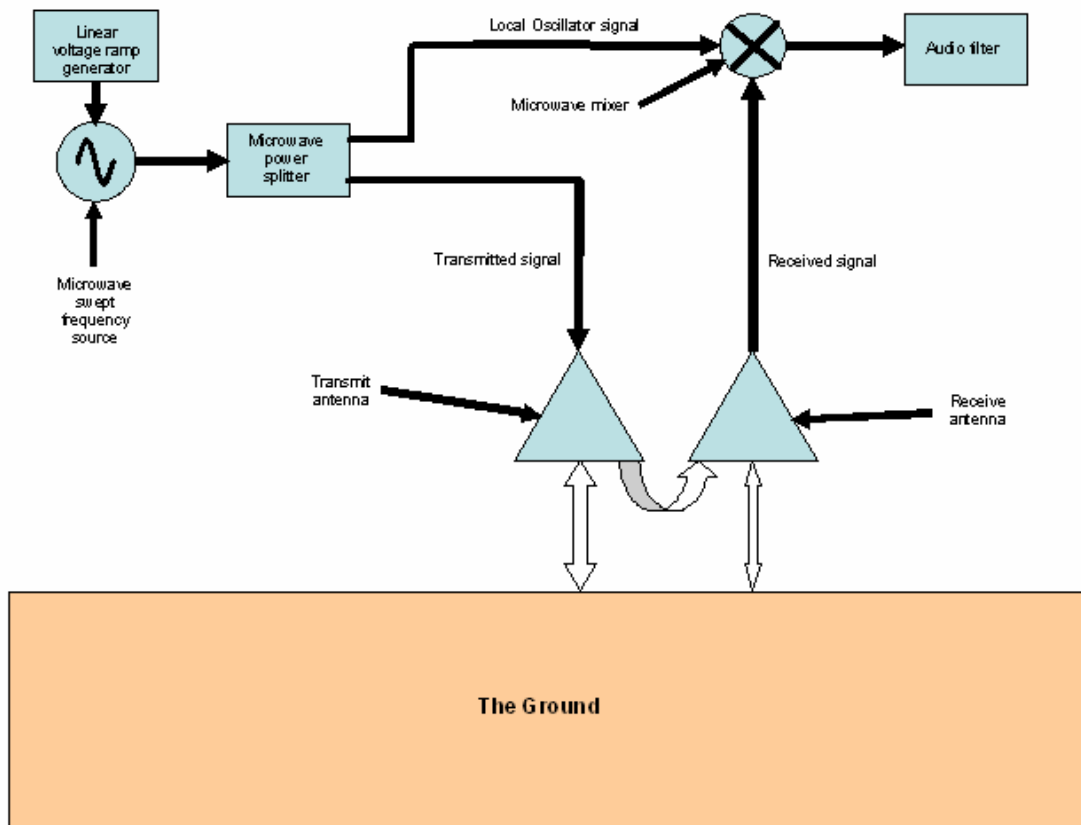 Linear
voltage ramp
generator
Local Oscillator signal
Audio filter
Microwave mixer
Microwave
power
splitter
Transmitted signal
Received signal
Microwave
swept
frequency
source
Transmit
antenna
Receive
antenna
The Ground